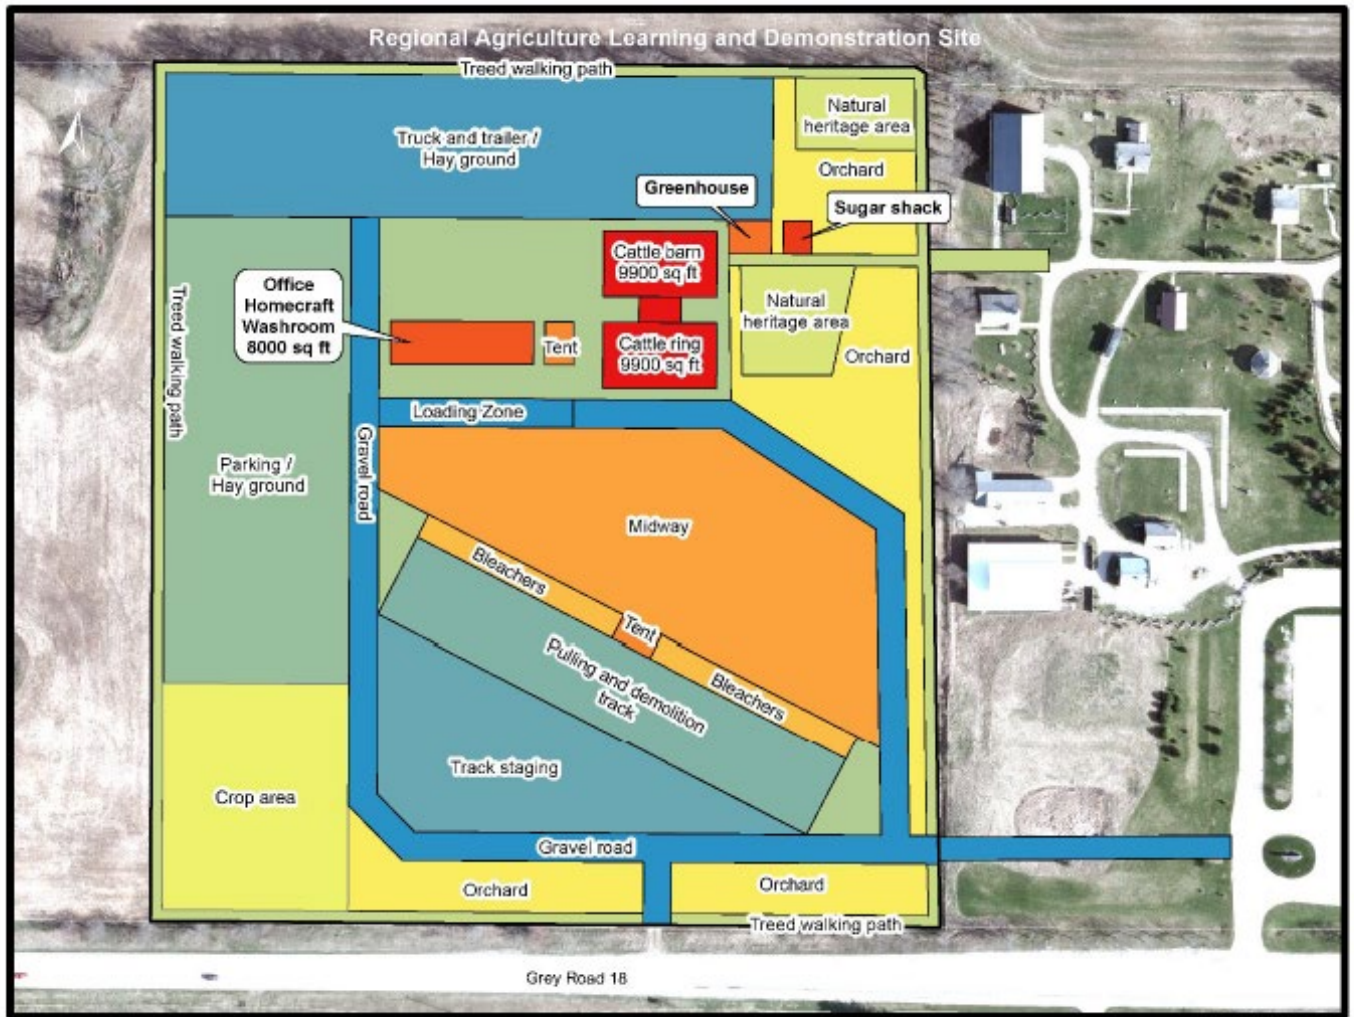 Regional Agriculture Learning and Demonstration Site
Treed walking path
N
Truck and trailer /
Hay ground
Natural
heritage area
Orchard
Greenhouse
Sugar shack
Cattle barn
9900 sq ft
Office
Homecraft
Washroom
8000 sq ft
Treed walking path
Natural
heritage area
Tent
Cattle ring
9900 sq ft
Orchard
Loading Zone
Gravel road
Parking /
Hay ground
Midway
Bleachers
Tent
Pulling and demolition
track
Bleachers
Track staging
Crop area
Gravel road
Orchard
Orchard
Treed walking path
Grey Road 18